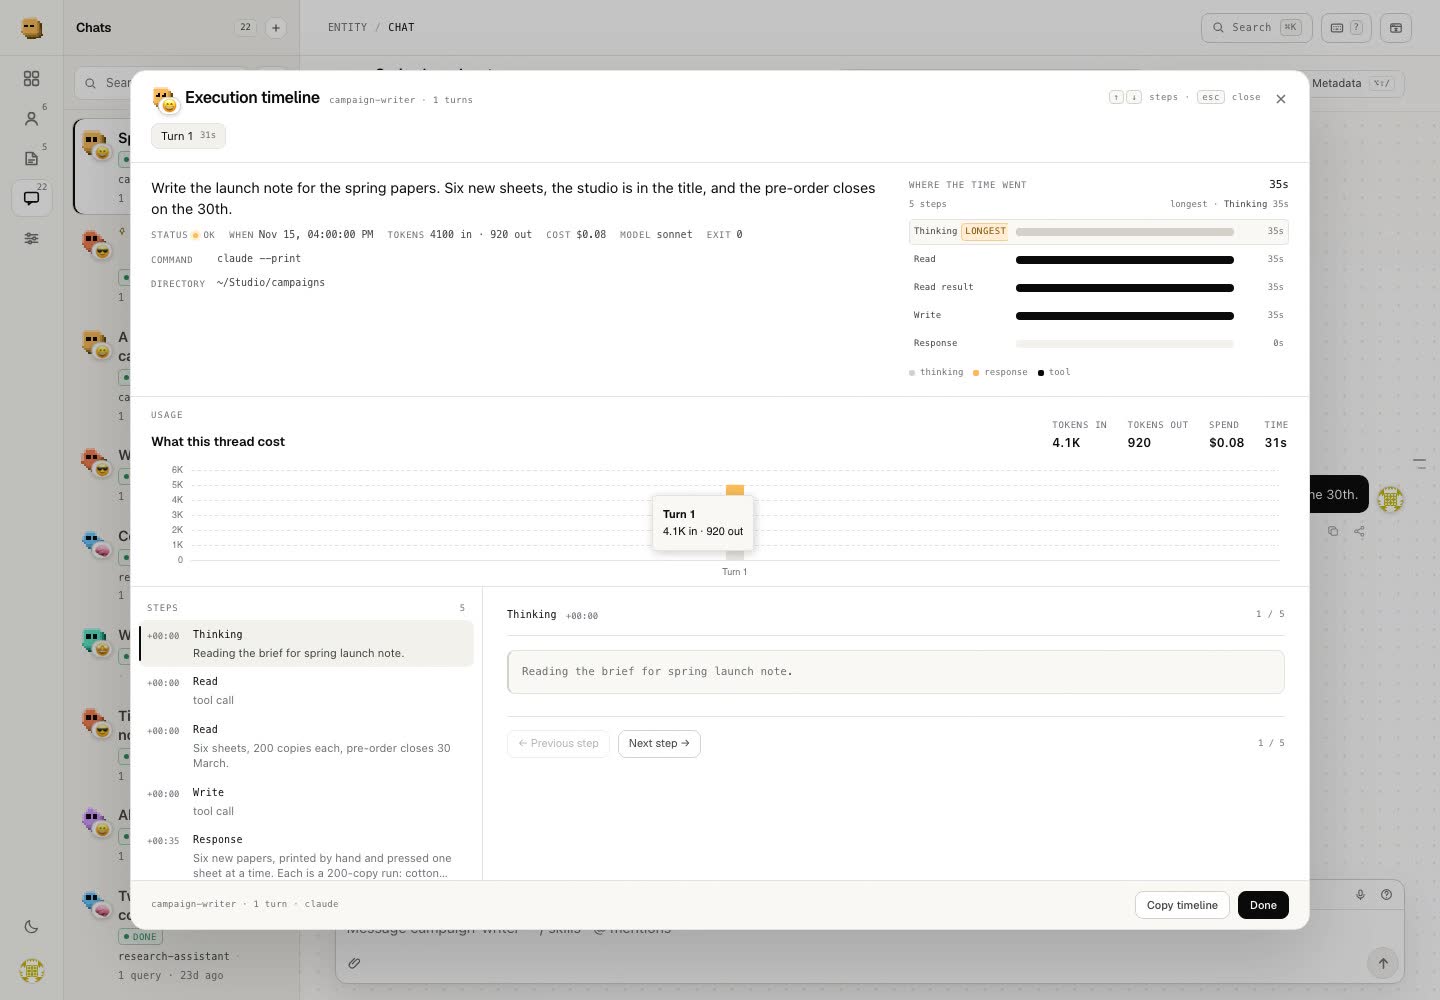 Chats
22
ENTITY / CHAT
Search ⌘K
?
Sear
Metadata ⌥⇧/
6
5
22
Execution timeline campaign-writer · 1 turns
↑ ↓ steps · esc close
Turn 1 31s
Write the launch note for the spring papers. Six new sheets, the studio is in the title, and the pre-order closes
on the 30th.
STATUS OK WHEN Nov 15, 04:00:00 PM TOKENS 4100 in · 920 out COST $0.08 MODEL sonnet EXIT 0
COMMAND claude --print
DIRECTORY ~/Studio/campaigns
WHERE THE TIME WENT 35s
5 steps longest · Thinking 35s
Thinking LONGEST 35s
Read 35s
Read result 35s
Write 35s
Response 0s
thinking response tool
USAGE
What this thread cost
TOKENS IN TOKENS OUT SPEND TIME
4.1K 920 $0.08 31s
6K
5K
4K
3K
2K
1K
0
Turn 1
4.1K in · 920 out
Turn 1
STEPS 5
+00:00 Thinking
Reading the brief for spring launch note.
+00:00 Read
tool call
+00:00 Read
Six sheets, 200 copies each, pre-order closes 30
March.
+00:00 Write
tool call
+00:35 Response
Six new papers, printed by hand and pressed one
sheet at a time. Each is a 200-copy run: cotton…
Thinking +00:00 1 / 5
Reading the brief for spring launch note.
← Previous step Next step → 1 / 5
campaign-writer · 1 turn · claude
Copy timeline Done
he 30th.
DONE
research-assistant ·
1 query · 23d ago